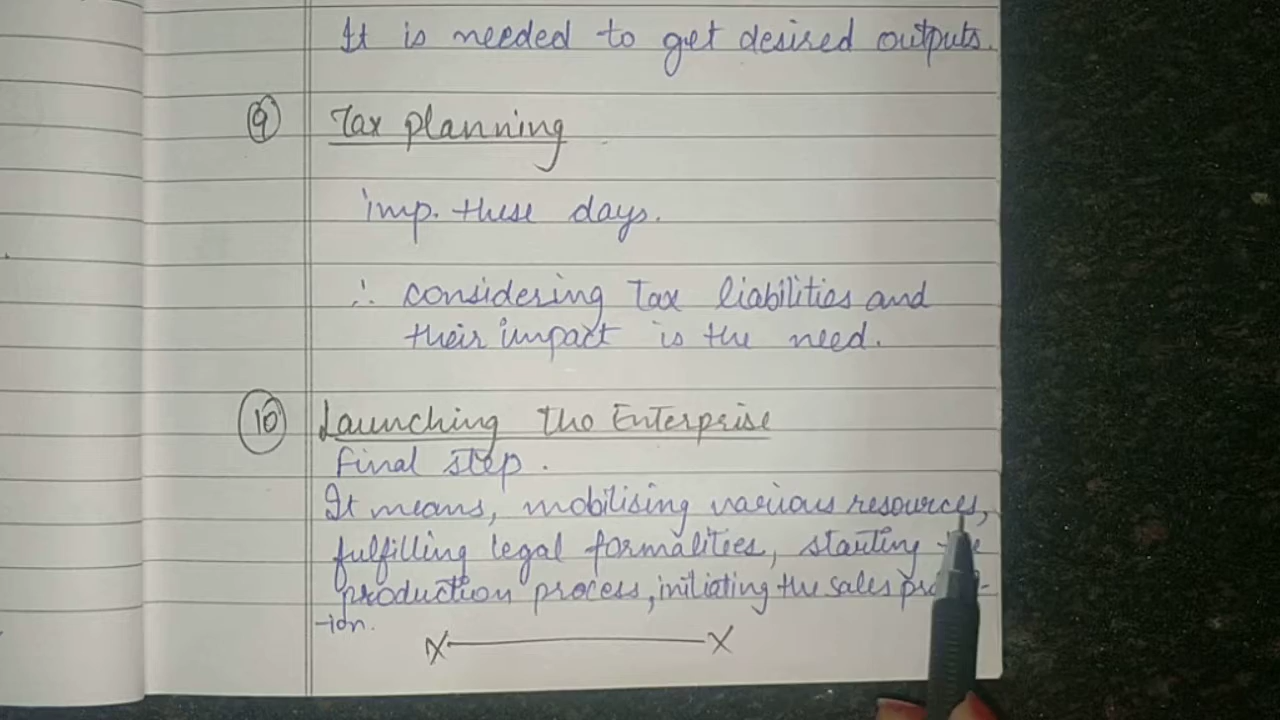 It is needed to get desired outputs.
9 Tax planning
imp. these days.
∴ considering Tax liabilities and
their impact is the need.
10 Launching the Enterprise
Final step.
It means, mobilising various resources,
fulfilling legal formalities, starting
production process, initiating the sales
-ion.
X X